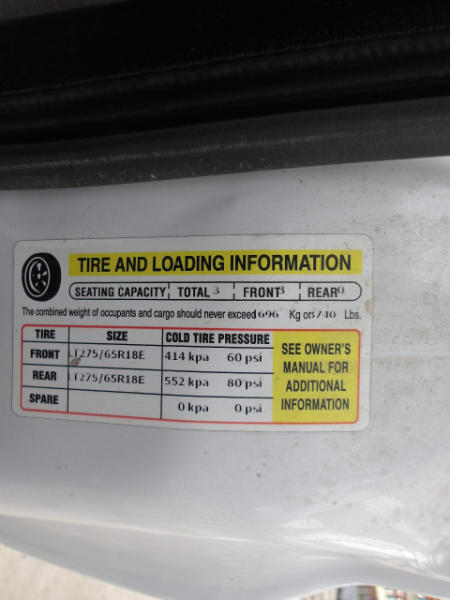 TIRE AND LOADING INFORMATION
SEATING CAPACITY TOTAL 3 FRONT 3 REAR 0
The combined weight of occupants and cargo should never exceed 696 Kg or Lbs.
TIRE SIZE COLD TIRE PRESSURE
FRONT LT275/65R18E 414 kpa 60 psi
REAR LT275/65R18E 552 kpa 80 psi
SPARE 0 kpa 0 psi
SEE OWNER'S
MANUAL FOR
ADDITIONAL
INFORMATION